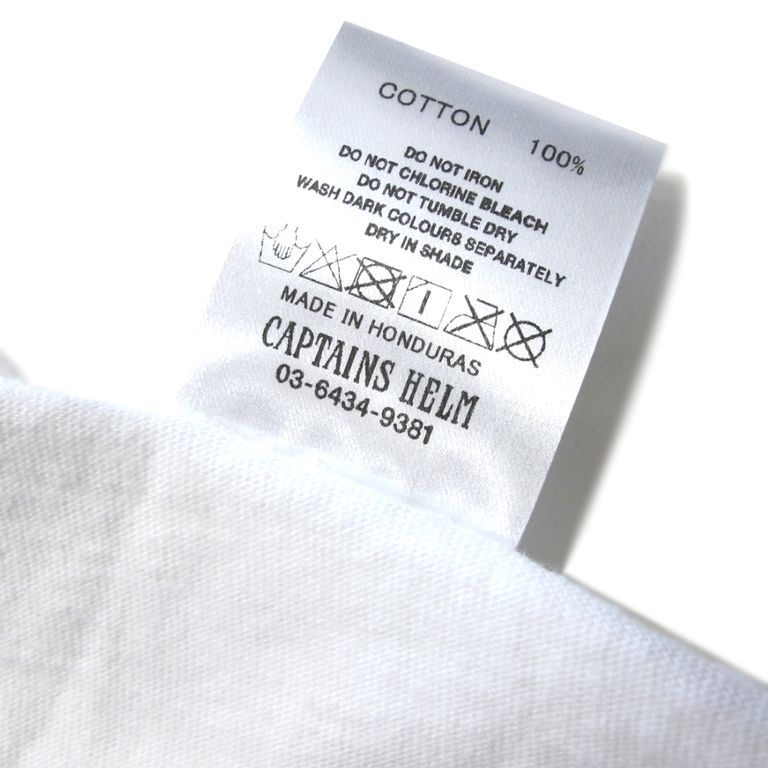 COTTON 100%
DO NOT IRON
DO NOT CHLORINE BLEACH
DO NOT TUMBLE DRY
WASH DARK COLOURS SEPARATELY
DRY IN SHADE
MADE IN HONDURAS
CAPTAINS HELM
03-6434-9381